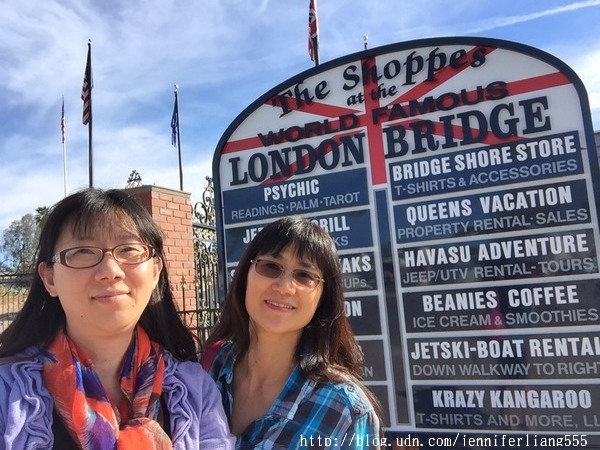 The Shoppes
at the
WORLD FAMOUS
LONDON BRIDGE
PSYCHIC
READINGS·PALM·TAROT
BRIDGE SHORE STORE
T-SHIRTS & ACCESSORIES
QUEENS VACATION
PROPERTY RENTAL·SALES
HAVASU ADVENTURE
JEEP/UTV RENTAL·TOURS
BEANIES COFFEE
ICE CREAM & SMOOTHIES
JETSKI-BOAT RENTAL
DOWN WALKWAY TO RIGHT
KRAZY KANGAROO
T-SHIRTS AND MORE, LL
http://blog.udn.com/jenniferliang555